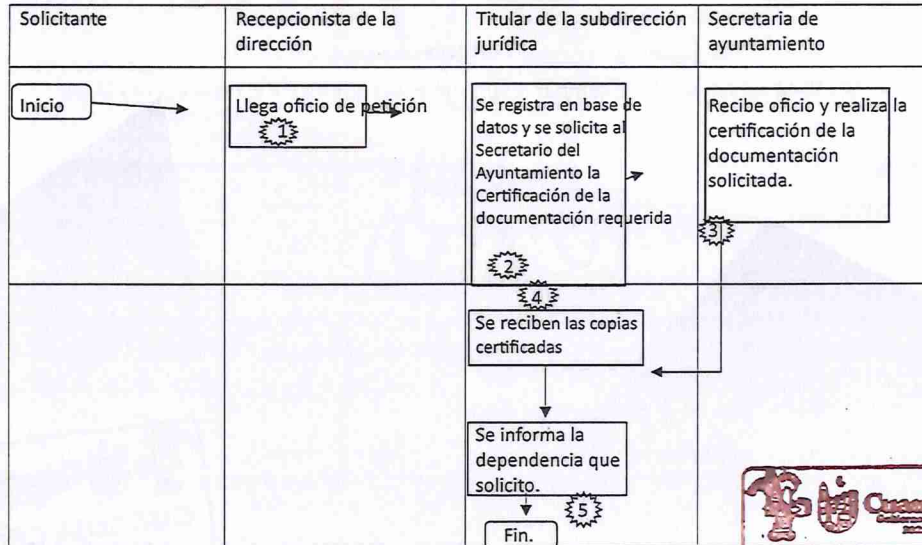 Solicitante
Recepcionista de la
dirección
Titular de la subdirección
jurídica
Secretaria de
ayuntamiento
Inicio
Llega oficio de petición
1
Se registra en base de
datos y se solicita al
Secretario del
Ayuntamiento la
Certificación de la
documentación requerida
2
Recibe oficio y realiza la
certificación de la
documentación
solicitada.
3
4
Se reciben las copias
certificadas
Se informa la
dependencia que
solicito.
5
Fin.